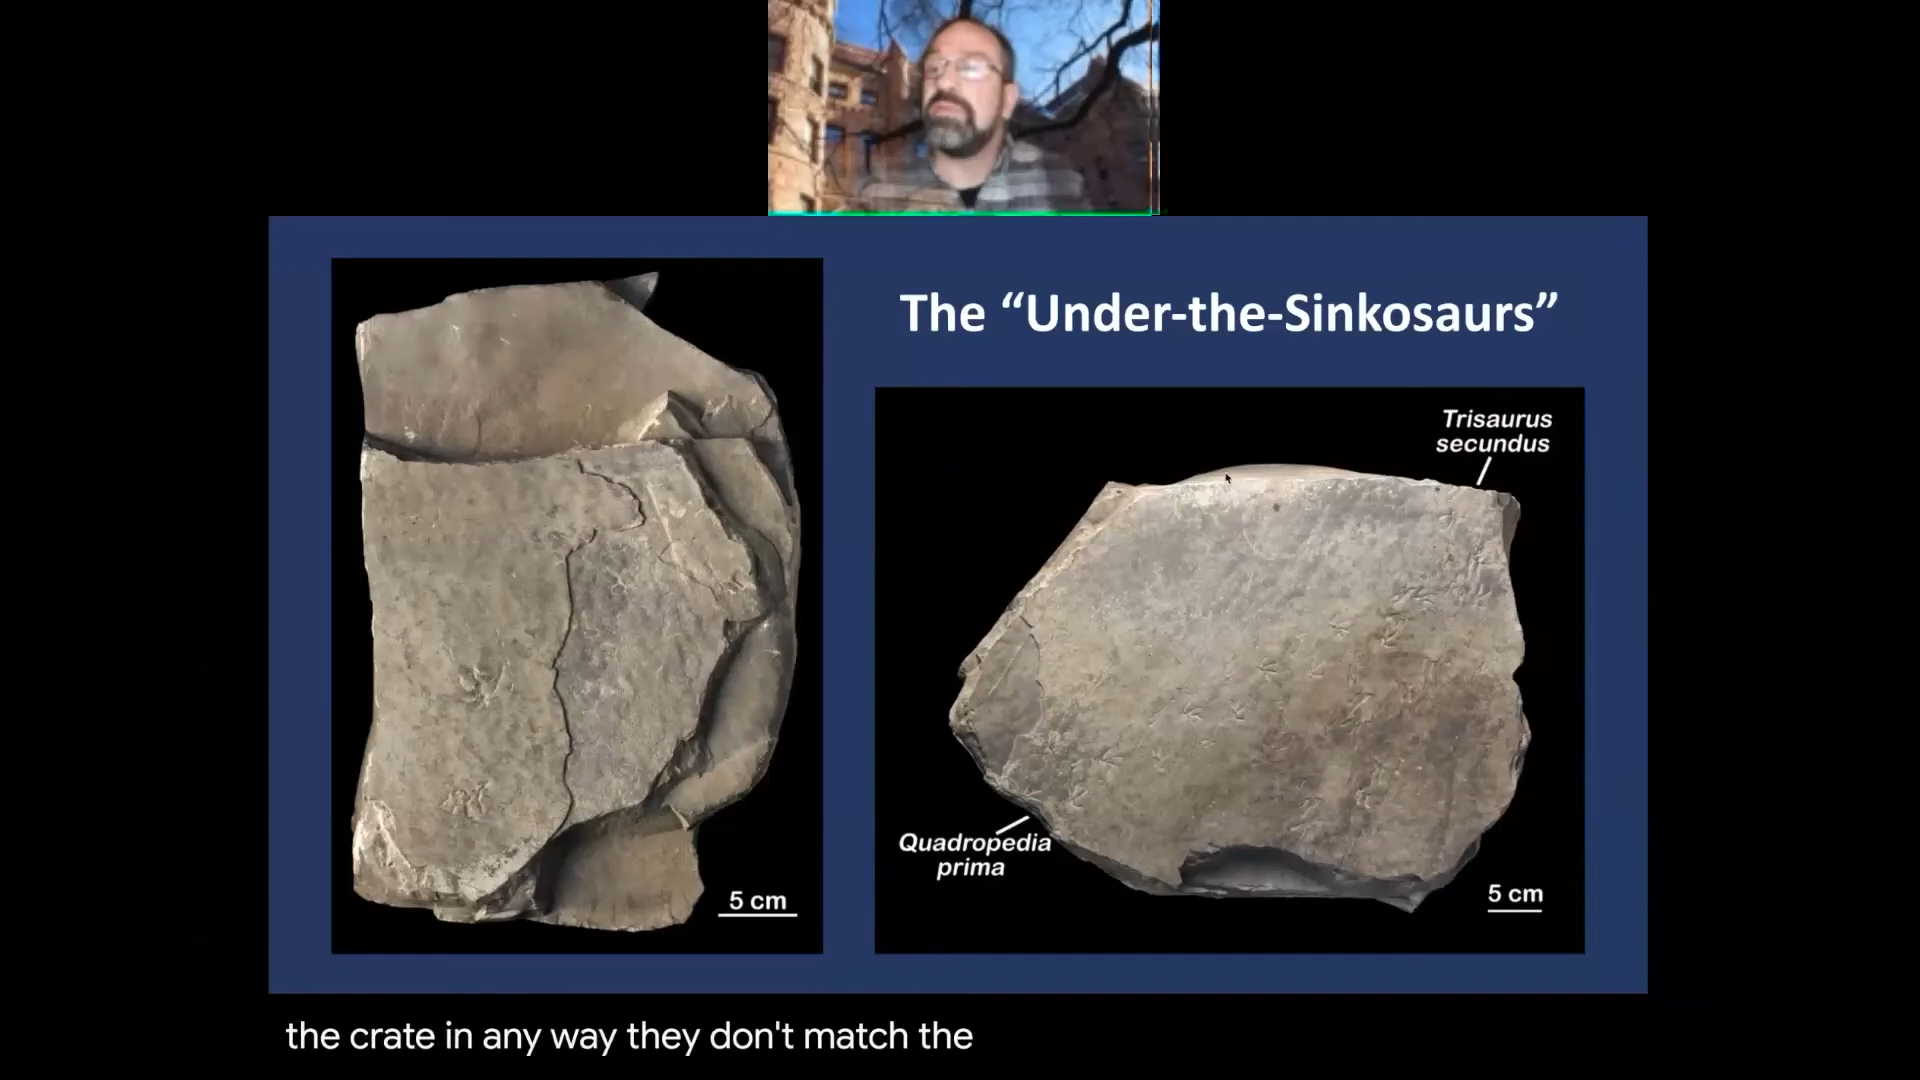 The “Under-the-Sinkosaurs”
Trisaurus
secundus
Quadropedia
prima
5 cm
5 cm
the crate in any way they don't match the